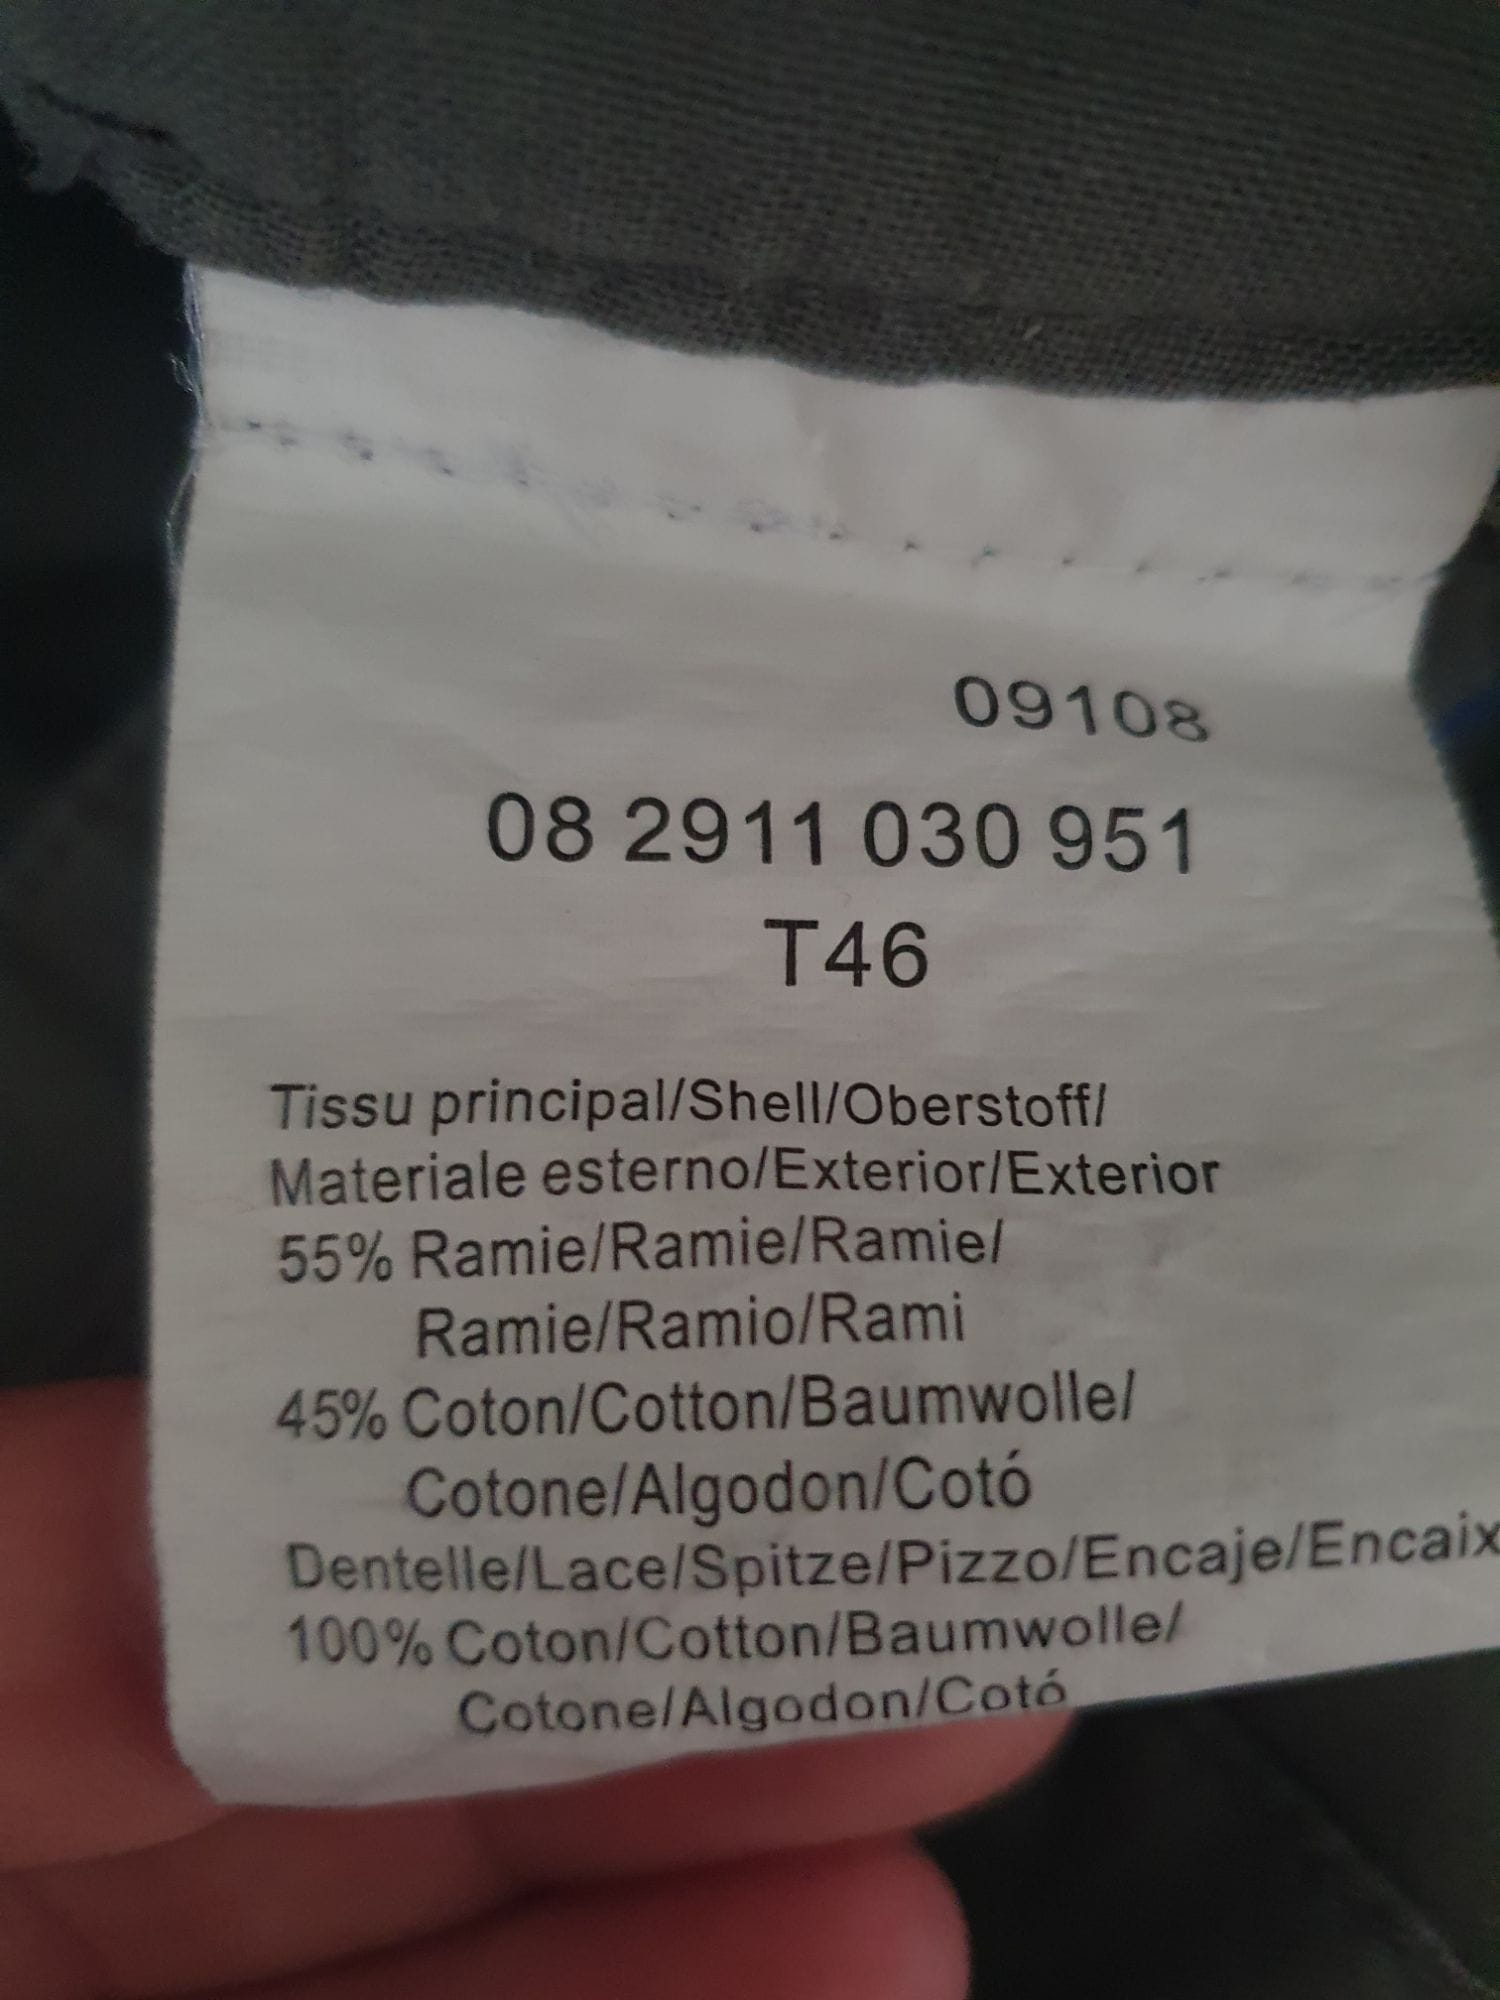 09108
08 2911 030 951
T46
Tissu principal/Shell/Oberstoff/
Materiale esterno/Exterior/Exterior
55% Ramie/Ramie/Ramie/
Ramie/Ramio/Rami
45% Coton/Cotton/Baumwolle/
Cotone/Algodon/Cotó
Dentelle/Lace/Spitze/Pizzo/Encaje/Encaix
100% Coton/Cotton/Baumwolle/
Cotone/Algodon/Cotó